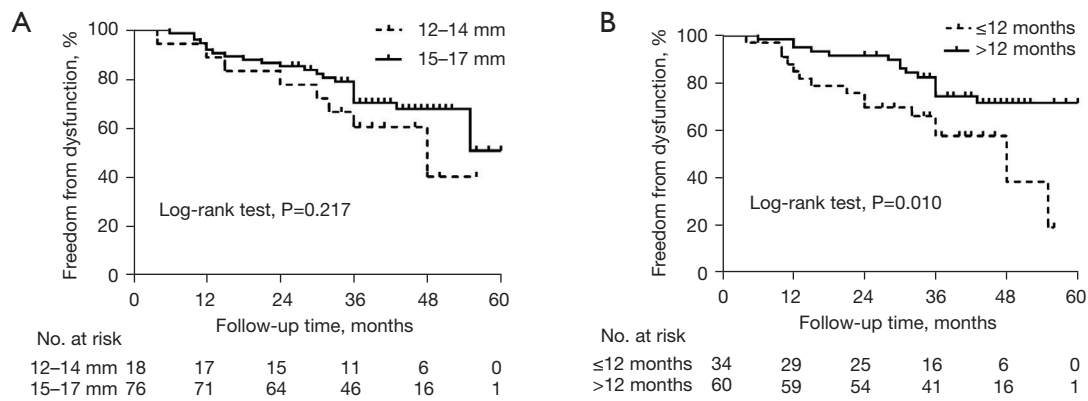 A
Freedom from dysfunction, %
100
80
60
40
20
0
12–14 mm
15–17 mm
Log-rank test, P=0.217
0 12 24 36 48 60
Follow-up time, months
No. at risk
12–14 mm 18 17 15 11 6 0
15–17 mm 76 71 64 46 16 1
B
Freedom from dysfunction, %
100
80
60
40
20
0
≤12 months
>12 months
Log-rank test, P=0.010
0 12 24 36 48 60
Follow-up time, months
No. at risk
≤12 months 34 29 25 16 6 0
>12 months 60 59 54 41 16 1